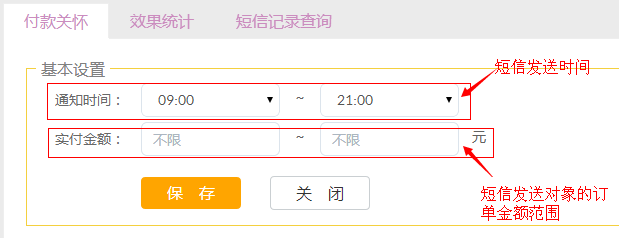 付款关怀 效果统计 短信记录查询
基本设置
短信发送时间
通知时间： 09:00 ~ 21:00
实付金额： 不限 ~ 不限 元
短信发送对象的订
单金额范围
保 存 关 闭